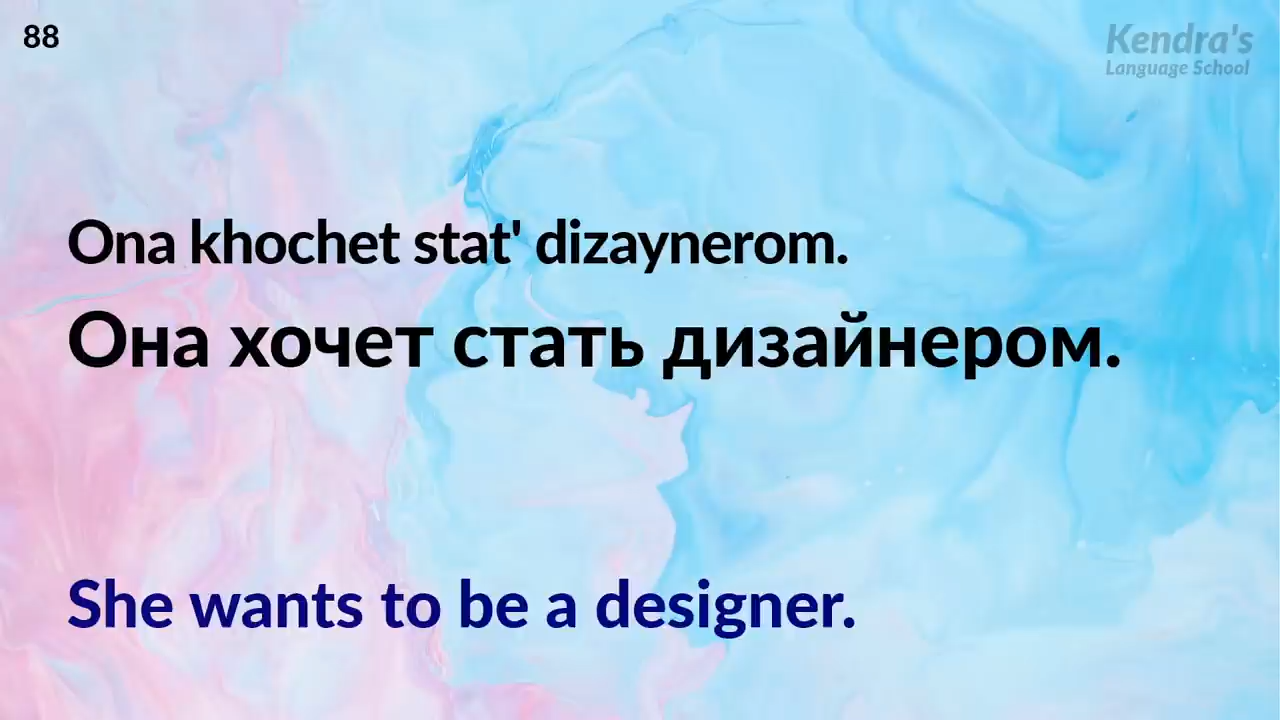 88
Kendra's
Language School
Ona khochet stat' dizaynerom.
Она хочет стать дизайнером.
She wants to be a designer.